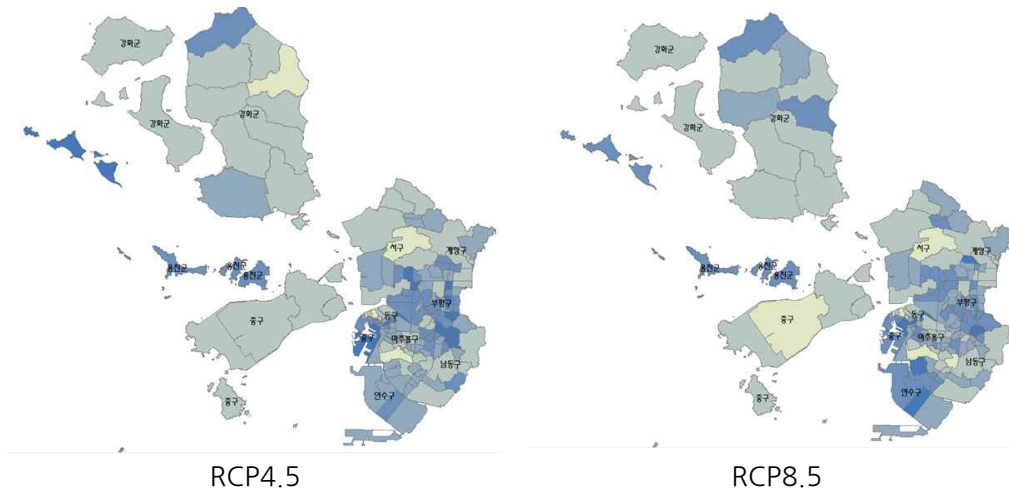 강화군
강화군
강화군
옹진군
옹진군
옹진군
중구
중구
서구
계양구
부평구
동구
중구
미추홀구
남동구
연수구
RCP4.5
강화군
강화군
강화군
옹진군
옹진군
옹진군
중구
중구
서구
계양구
부평구
동구
중구
미추홀구
남동구
연수구
RCP8.5